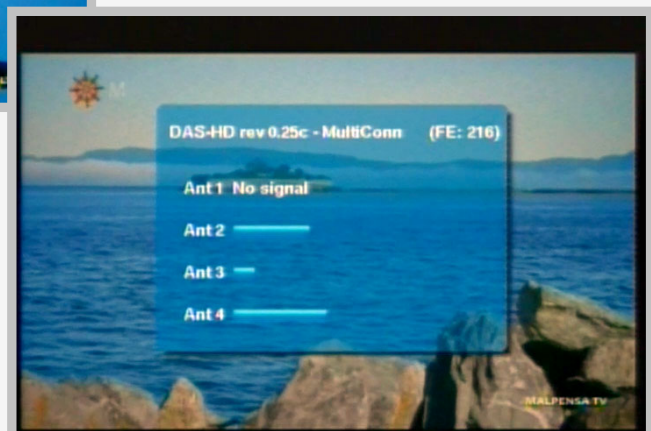 DAS-HD rev 0.25c - MultiConn (FE: 216)
Ant 1 No signal
Ant 2
Ant 3
Ant 4
MALPENSA TV